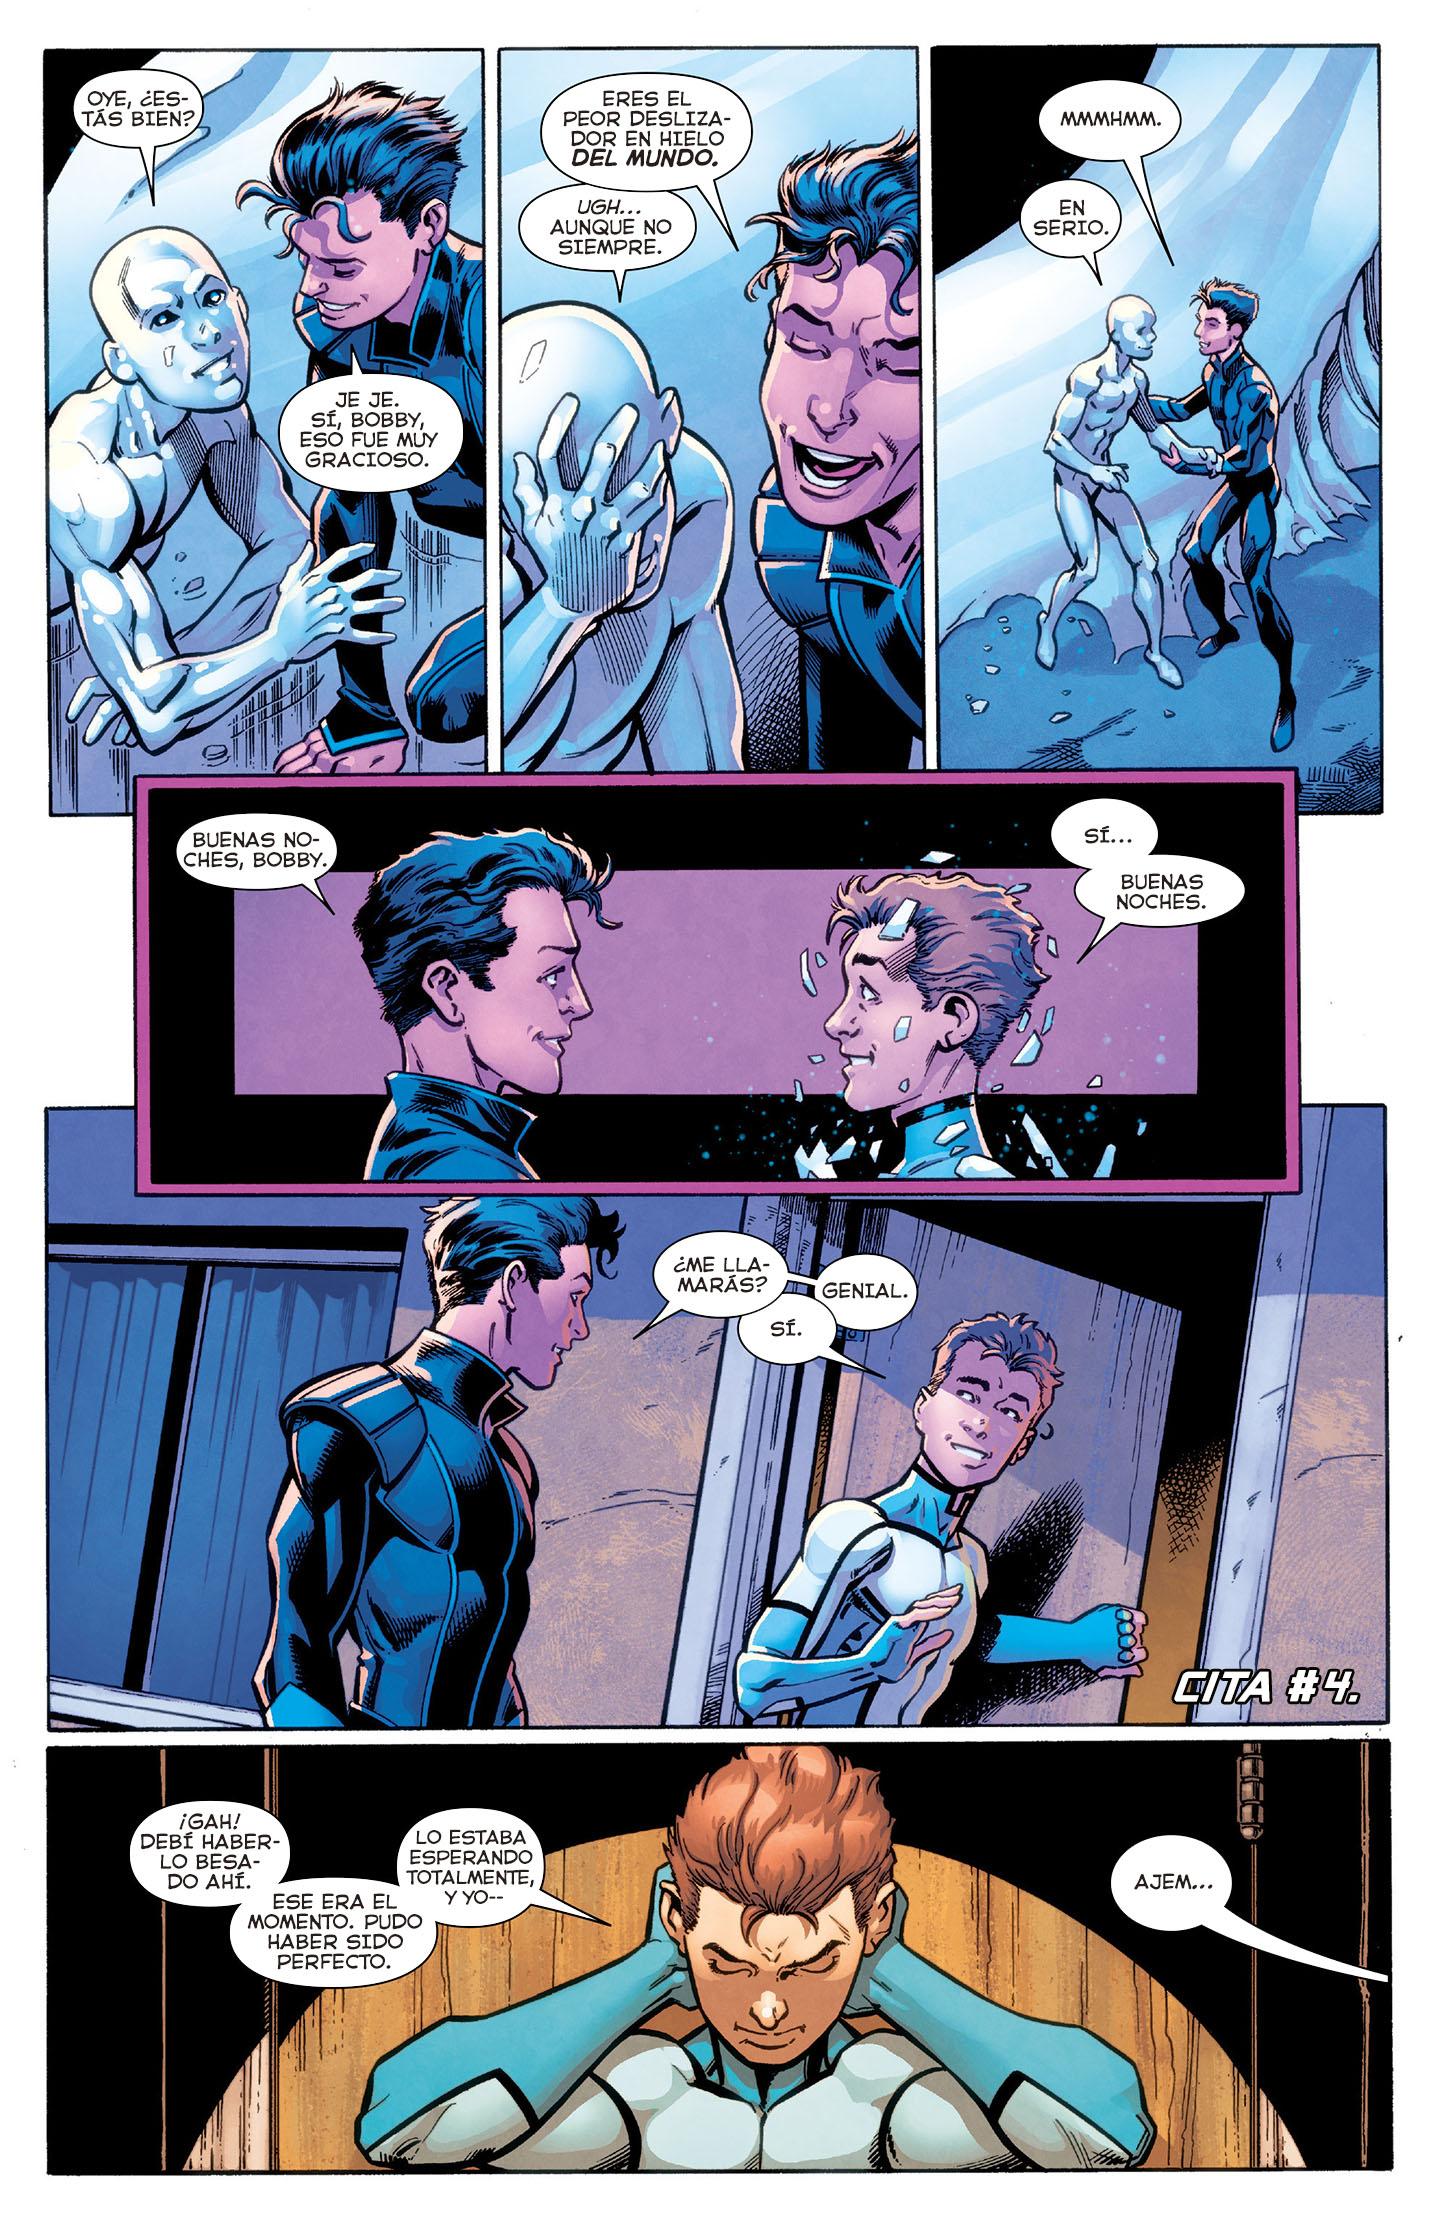 OYE, ¿ES-
TÁS BIEN?
JE JE.
SÍ, BOBBY,
ESO FUE MUY
GRACIOSO.
ERES EL
PEOR DESLIZA-
DOR EN HIELO
DEL MUNDO.
UGH...
AUNQUE NO
SIEMPRE.
MMMHMM.
EN
SERIO.
BUENAS NO-
CHES, BOBBY.
SÍ...
BUENAS
NOCHES.
¿ME LLA-
MARÁS?
SÍ.
GENIAL.
CITA #4.
¡GAH!
DEBÍ HABER-
LO BESA-
DO AHÍ.
ESE ERA EL
MOMENTO. PUDO
HABER SIDO
PERFECTO.
LO ESTABA
ESPERANDO
TOTALMENTE,
Y YO--
AJEM...